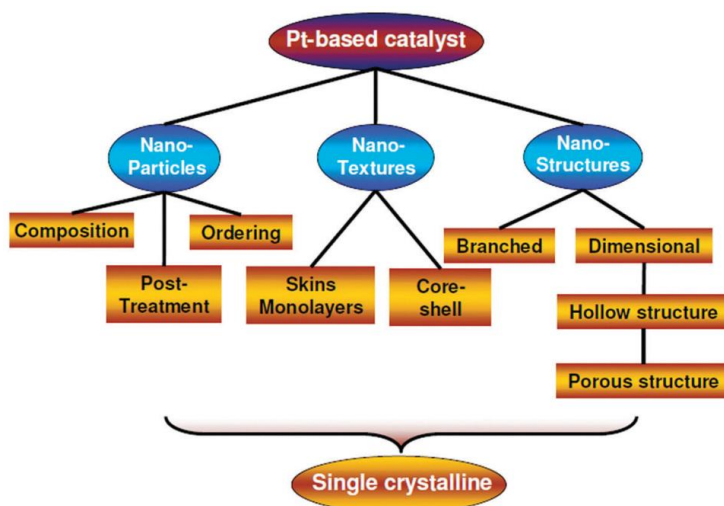 Pt-based catalyst
Nano-
Particles
Nano-
Textures
Nano-
Structures
Composition
Ordering
Post-
Treatment
Skins
Monolayers
Core-
shell
Branched
Dimensional
Hollow structure
Porous structure
Single crystalline